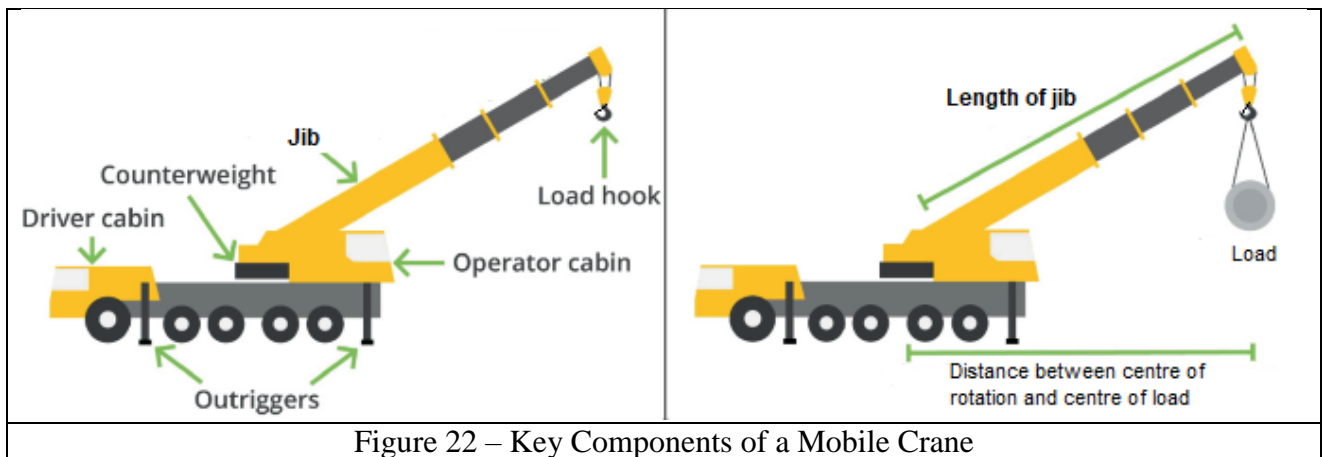 Jib
Counterweight
Driver cabin
Load hook
Operator cabin
Outriggers
Length of jib
Load
Distance between centre of
rotation and centre of load
Figure 22 – Key Components of a Mobile Crane